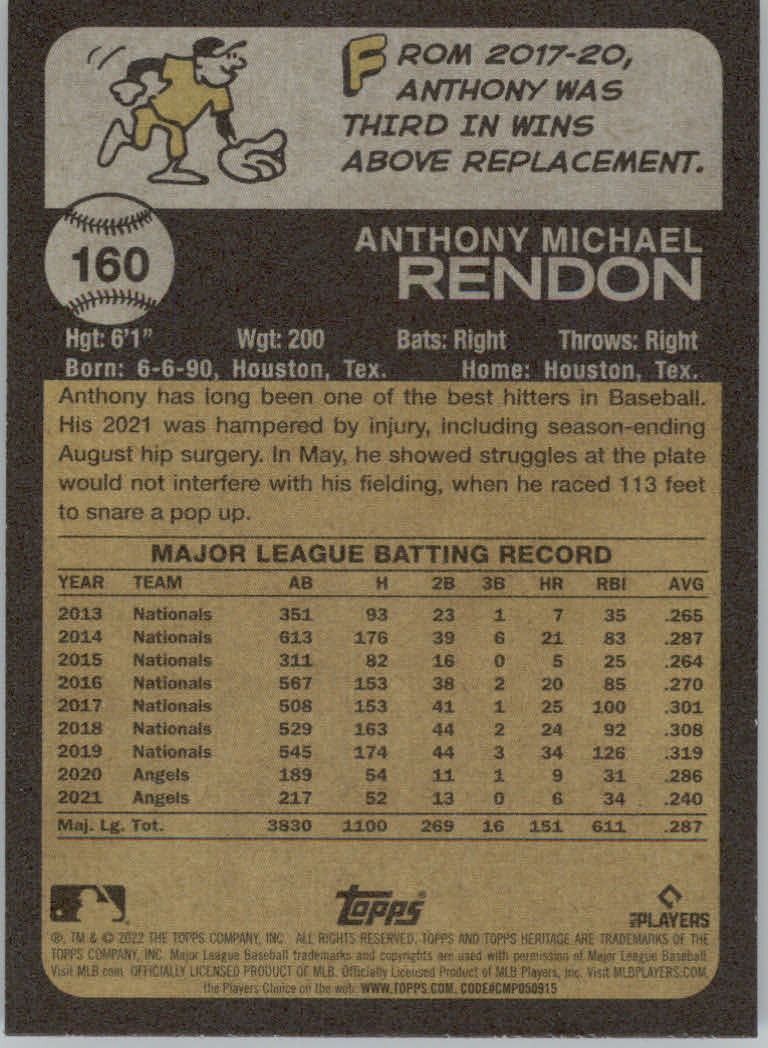 FROM 2017-20,
ANTHONY WAS
THIRD IN WINS
ABOVE REPLACEMENT.
160
ANTHONY MICHAEL
RENDON
Hgt: 6'1" Wgt: 200 Bats: Right Throws: Right
Born: 6-6-90, Houston, Tex. Home: Houston, Tex.
Anthony has long been one of the best hitters in Baseball.
His 2021 was hampered by injury, including season-ending
August hip surgery. In May, he showed struggles at the plate
would not interfere with his fielding, when he raced 113 feet
to snare a pop up.
MAJOR LEAGUE BATTING RECORD
YEAR TEAM AB H 2B 3B HR RBI AVG
2013 Nationals 351 93 23 1 7 35 .265
2014 Nationals 613 176 39 6 21 83 .287
2015 Nationals 311 82 16 0 5 25 .264
2016 Nationals 567 153 38 2 20 85 .270
2017 Nationals 508 153 41 1 25 100 .301
2018 Nationals 529 163 44 2 24 92 .308
2019 Nationals 545 174 44 3 34 126 .319
2020 Angels 189 54 11 1 9 31 .286
2021 Angels 217 52 13 0 6 34 .240
Maj. Lg. Tot. 3830 1100 269 16 151 611 .287
Topps
MLB PLAYERS
®, TM & © 2022 THE TOPPS COMPANY, INC. ALL RIGHTS RESERVED. TOPPS AND TOPPS HERITAGE ARE TRADEMARKS OF THE
TOPPS COMPANY, INC. Major League Baseball trademarks and copyrights are used with permission of Major League Baseball.
Visit MLB.com. OFFICIALLY LICENSED PRODUCT OF MLB. Officially Licensed Product of MLB Players, Inc. Visit MLBPLAYERS.COM,
the Players Choice on the web. WWW.TOPPS.COM. CODE#CMP050915